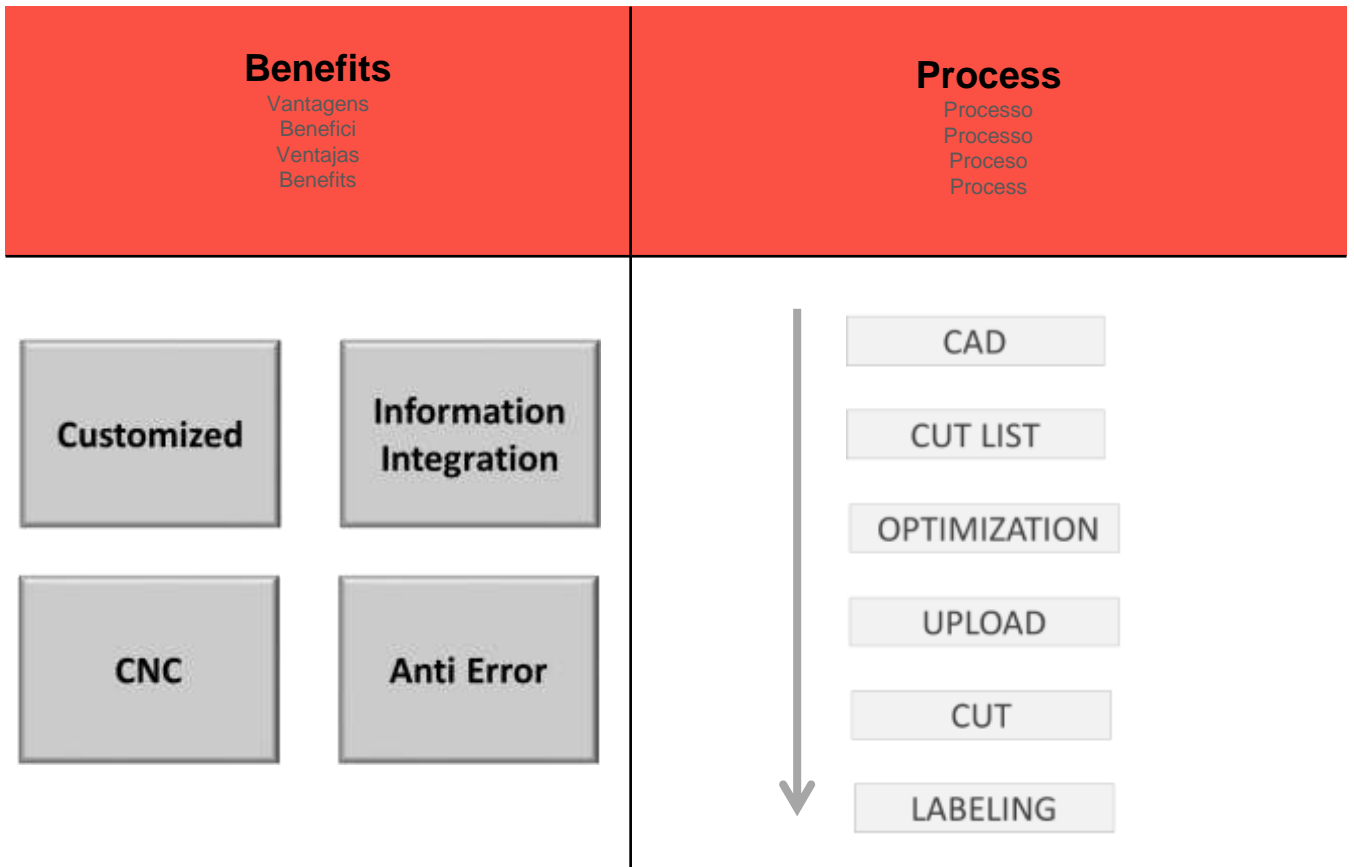 Benefits
Vantagens
Benefici
Ventajas
Benefits
Process
Processo
Processo
Proceso
Process
Customized
Information
Integration
CNC
Anti Error
CAD
CUT LIST
OPTIMIZATION
UPLOAD
CUT
LABELING